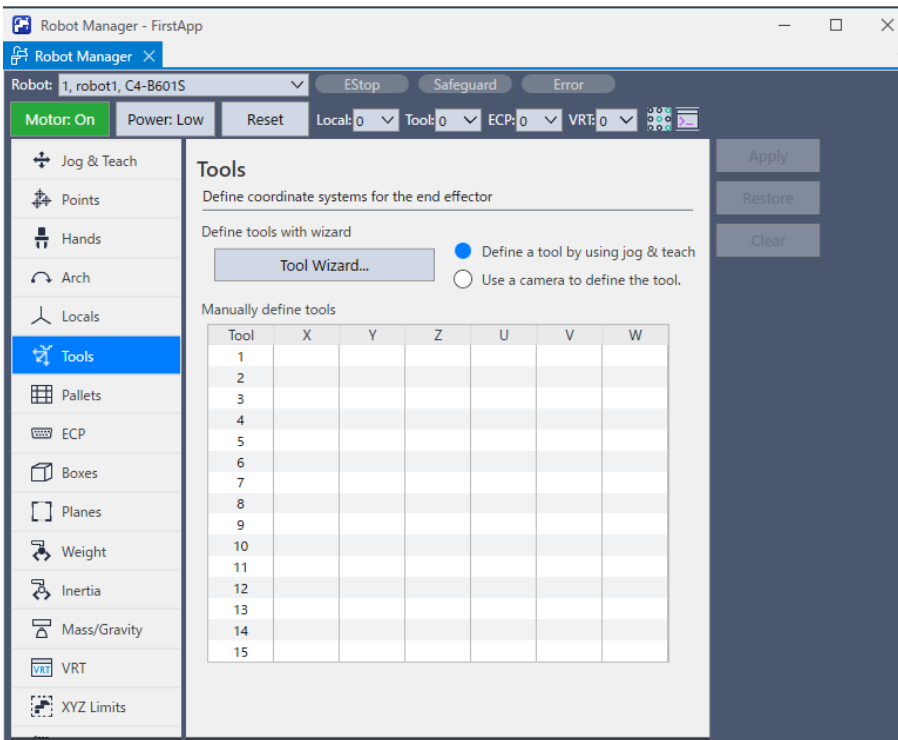 Robot Manager - FirstApp
Robot Manager
Robot: 1, robot1, C4-B601S EStop Safeguard Error
Motor: On Power: Low Reset Local: 0 Tool: 0 ECP: 0 VRT: 0
Jog & Teach
Points
Hands
Arch
Locals
Tools
Pallets
ECP
Boxes
Planes
Weight
Inertia
Mass/Gravity
VRT VRT
XYZ Limits
Tools
Define coordinate systems for the end effector
Define tools with wizard
Tool Wizard...
Define a tool by using jog & teach
Use a camera to define the tool.
Manually define tools
Tool X Y Z U V W
1
2
3
4
5
6
7
8
9
10
11
12
13
14
15
Apply
Restore
Clear